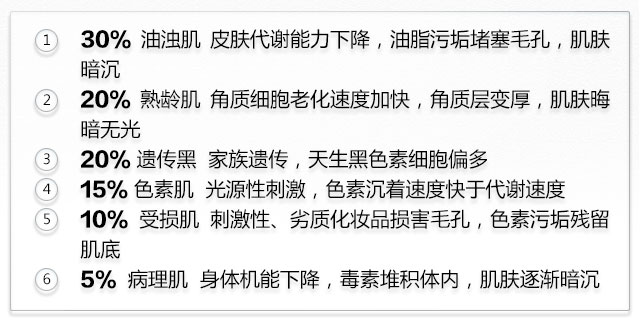 ① 30% 油浊肌 皮肤代谢能力下降，油脂污垢堵塞毛孔，肌肤
暗沉
② 20% 熟龄肌 角质细胞老化速度加快，角质层变厚，肌肤晦
暗无光
③ 20% 遗传黑 家族遗传，天生黑色素细胞偏多
④ 15% 色素肌 光源性刺激，色素沉着速度快于代谢速度
⑤ 10% 受损肌 刺激性、劣质化妆品损害毛孔，色素污垢残留
肌底
⑥ 5% 病理肌 身体机能下降，毒素堆积体内，肌肤逐渐暗沉